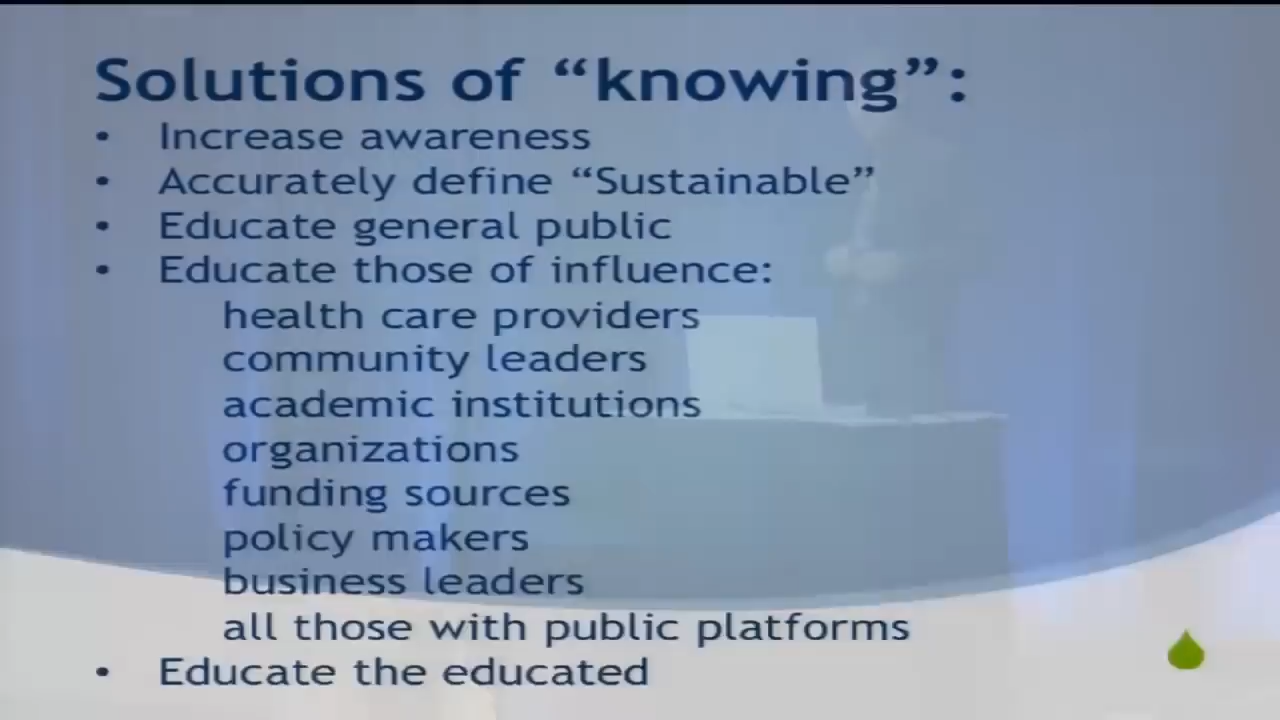 Solutions of “knowing”:
• Increase awareness
• Accurately define “Sustainable”
• Educate general public
• Educate those of influence:
health care providers
community leaders
academic institutions
organizations
funding sources
policy makers
business leaders
all those with public platforms
• Educate the educated